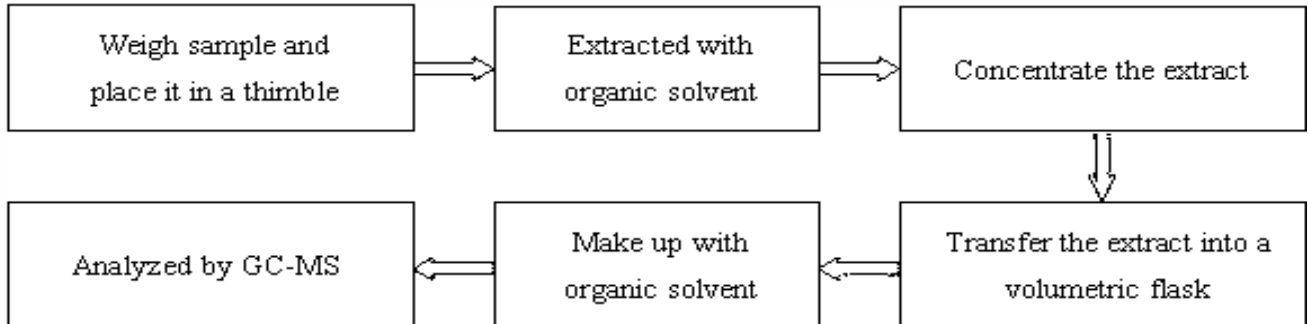 Weigh sample and
place it in a thimble
Extracted with
organic solvent
Concentrate the extract
Transfer the extract into a
volumetric flask
Make up with
organic solvent
Analyzed by GC-MS